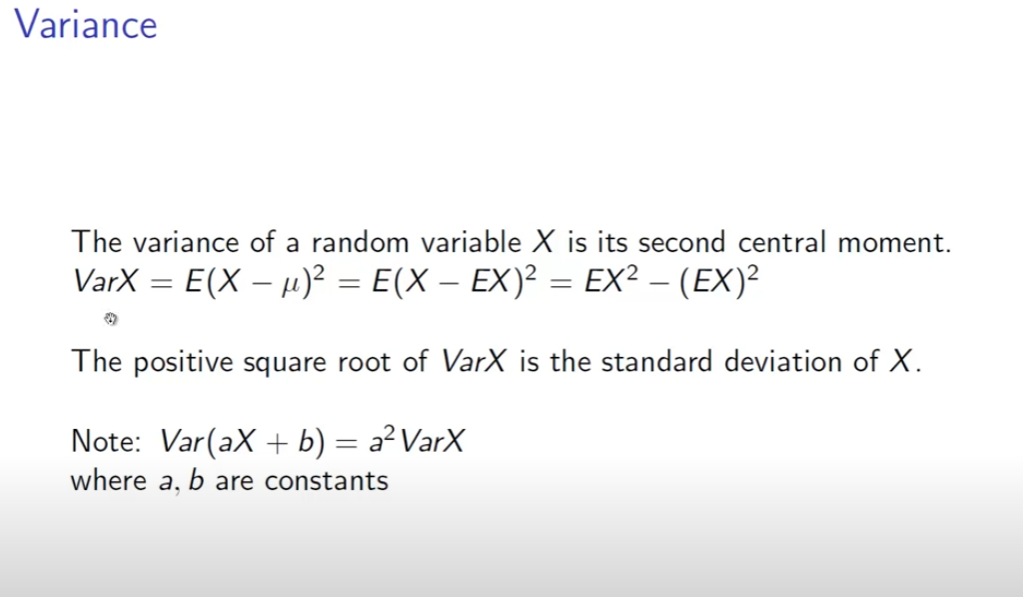 Variance
The variance of a random variable X is its second central moment.
VarX = E(X − μ)² = E(X − EX)² = EX² − (EX)²
The positive square root of VarX is the standard deviation of X.
Note: Var(aX + b) = a²VarX
where a, b are constants